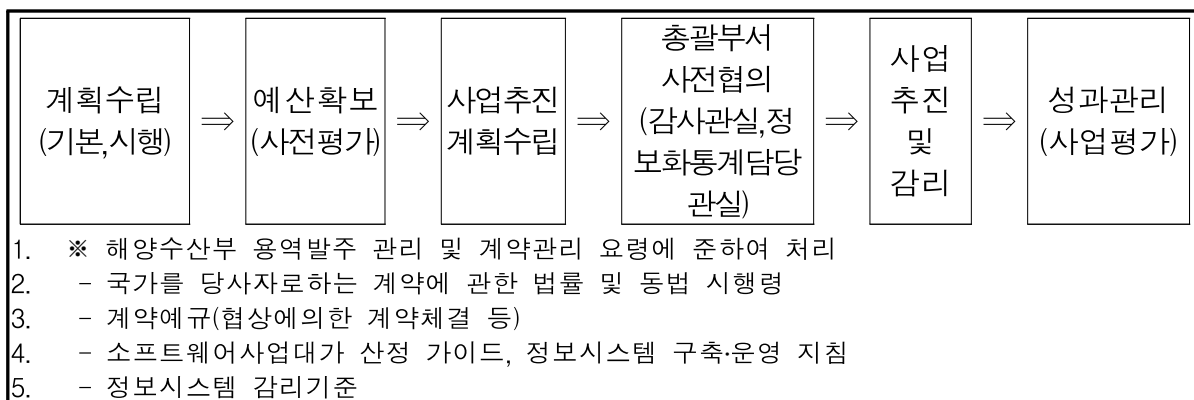 계획수립
(기본,시행)
⇒
예산확보
(사전평가)
⇒
사업추진
계획수립
⇒
총괄부서
사전협의
(감사관실,정
보화통계담당
관실)
⇒
사업
추진
및
감리
⇒
성과관리
(사업평가)
1. ※ 해양수산부 용역발주 관리 및 계약관리 요령에 준하여 처리
2. - 국가를 당사자로하는 계약에 관한 법률 및 동법 시행령
3. - 계약예규(협상에의한 계약체결 등)
4. - 소프트웨어사업대가 산정 가이드, 정보시스템 구축·운영 지침
5. - 정보시스템 감리기준